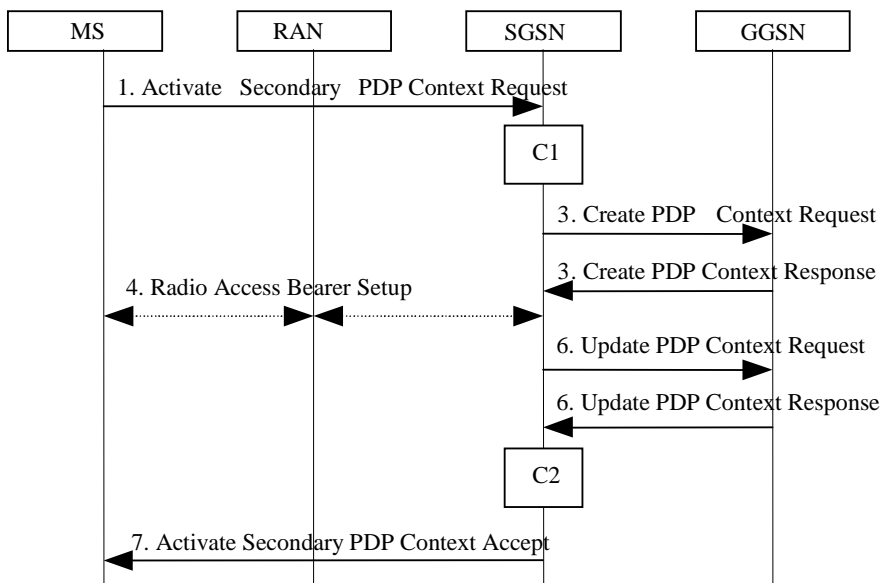 MS RAN SGSN GGSN
1. Activate Secondary PDP Context Request
C1
3. Create PDP Context Request
3. Create PDP Context Response
4. Radio Access Bearer Setup
6. Update PDP Context Request
6. Update PDP Context Response
C2
7. Activate Secondary PDP Context Accept